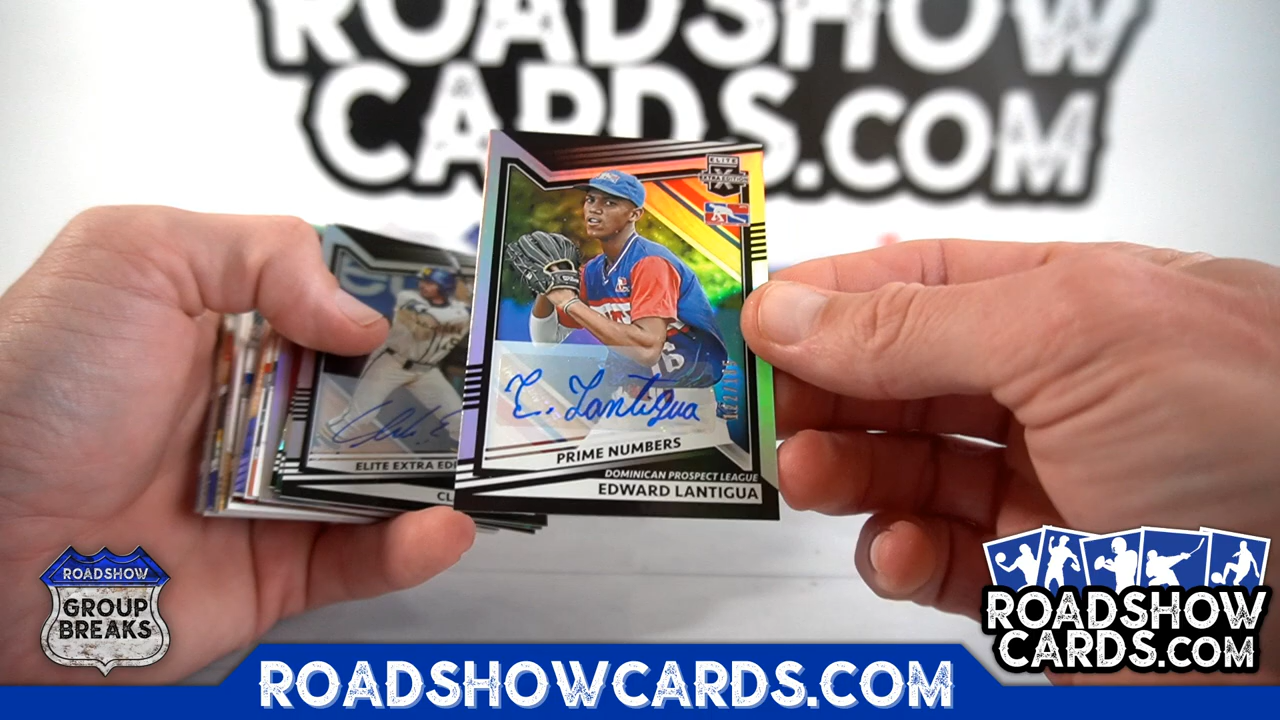 ROADSHOW
CARDS.COM
ELITE
EXTRA EDITION
E. Lantigua
PRIME NUMBERS
DOMINICAN PROSPECT LEAGUE
EDWARD LANTIGUA
ELITE EXTRA EDI
CL
ROADSHOW
GROUP
BREAKS
ROADSHOWCARDS.COM
ROADSHOW
CARDS.COM